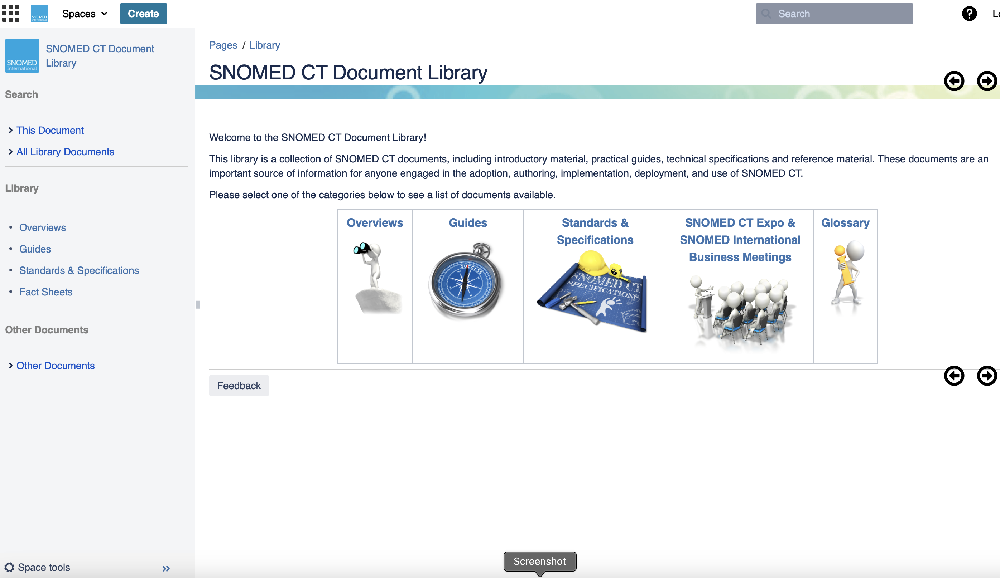 SNOMED
International
Spaces
Create
Search
SNOMED
International
SNOMED CT Document
Library
Search
This Document
All Library Documents
Library
• Overviews
• Guides
• Standards & Specifications
• Fact Sheets
Other Documents
Other Documents
Space tools
Pages / Library
SNOMED CT Document Library
Welcome to the SNOMED CT Document Library!
This library is a collection of SNOMED CT documents, including introductory material, practical guides, technical specifications and reference material. These documents are an
important source of information for anyone engaged in the adoption, authoring, implementation, deployment, and use of SNOMED CT.
Please select one of the categories below to see a list of documents available.
Overviews
Guides
SUCCESS
Standards &
Specifications
SNOMED CT
SPECIFICATIONS
SNOMED CT Expo &
SNOMED International
Business Meetings
Glossary
Feedback
Screenshot